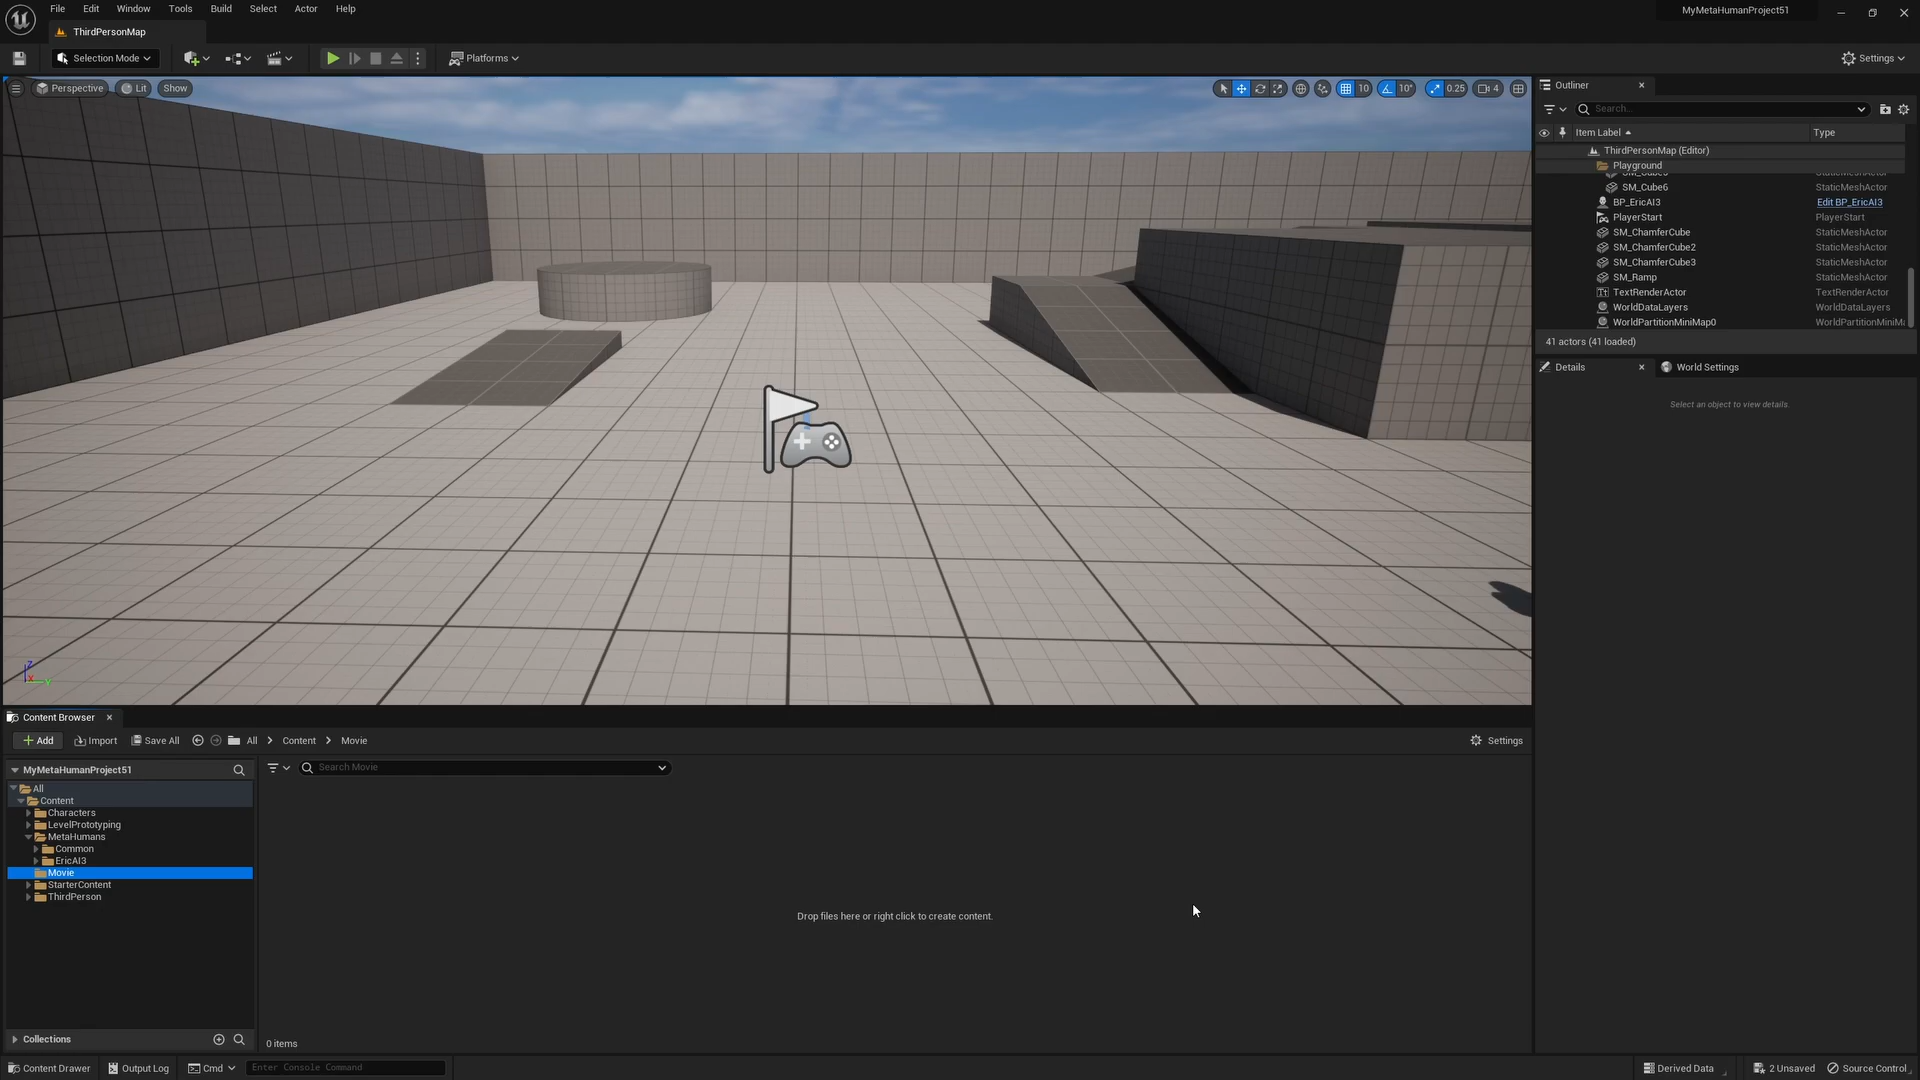 File Edit Window Tools Build Select Actor Help
MyMetaHumanProject51
ThirdPersonMap
Selection Mode
Platforms
Settings
Perspective Lit Show
10 10° 0.25 4
Outliner
Search...
Item Label Type
ThirdPersonMap (Editor)
Playground
SM_Cube6 StaticMeshActor
BP_EricAI3 Edit BP_EricAI3
PlayerStart PlayerStart
SM_ChamferCube StaticMeshActor
SM_ChamferCube2 StaticMeshActor
SM_ChamferCube3 StaticMeshActor
SM_Ramp StaticMeshActor
TextRenderActor TextRenderActor
WorldDataLayers WorldDataLayers
WorldPartitionMiniMap0 WorldPartitionMiniM
41 actors (41 loaded)
Details World Settings
Select an object to view details.
Z
X
Y
Content Browser
Add Import Save All All Content Movie Settings
MyMetaHumanProject51
Search Movie
All
Content
Characters
LevelPrototyping
MetaHumans
Common
EricAI3
Movie
StarterContent
ThirdPerson
Drop files here or right click to create content.
Collections
0 items
Content Drawer Output Log Cmd Enter Console Command Derived Data 2 Unsaved Source Control